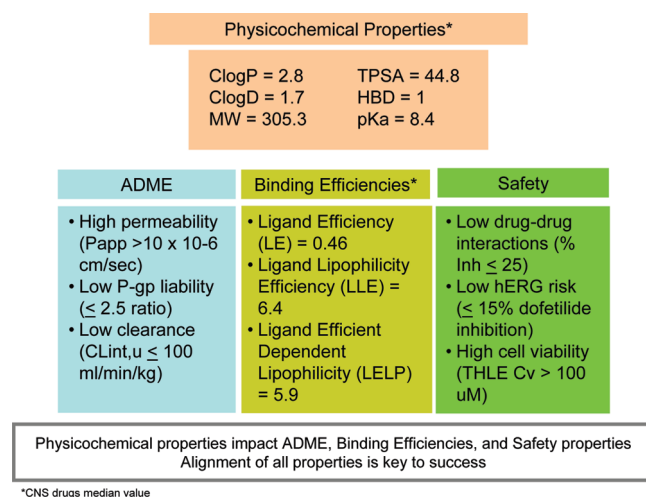 Physicochemical Properties*
ClogP = 2.8
ClogD = 1.7
MW = 305.3
TPSA = 44.8
HBD = 1
pKa = 8.4
ADME
• High permeability
(Papp >10 x 10-6
cm/sec)
• Low P-gp liability
(≤ 2.5 ratio)
• Low clearance
(CLint,u ≤ 100
ml/min/kg)
Binding Efficiencies*
• Ligand Efficiency
(LE) = 0.46
• Ligand Lipophilicity
Efficiency (LLE) =
6.4
• Ligand Efficient
Dependent
Lipophilicity (LELP)
= 5.9
Safety
• Low drug-drug
interactions (%
Inh ≤ 25)
• Low hERG risk
(≤ 15% dofetilide
inhibition)
• High cell viability
(THLE Cv > 100
uM)
Physicochemical properties impact ADME, Binding Efficiencies, and Safety properties
Alignment of all properties is key to success
*CNS drugs median value